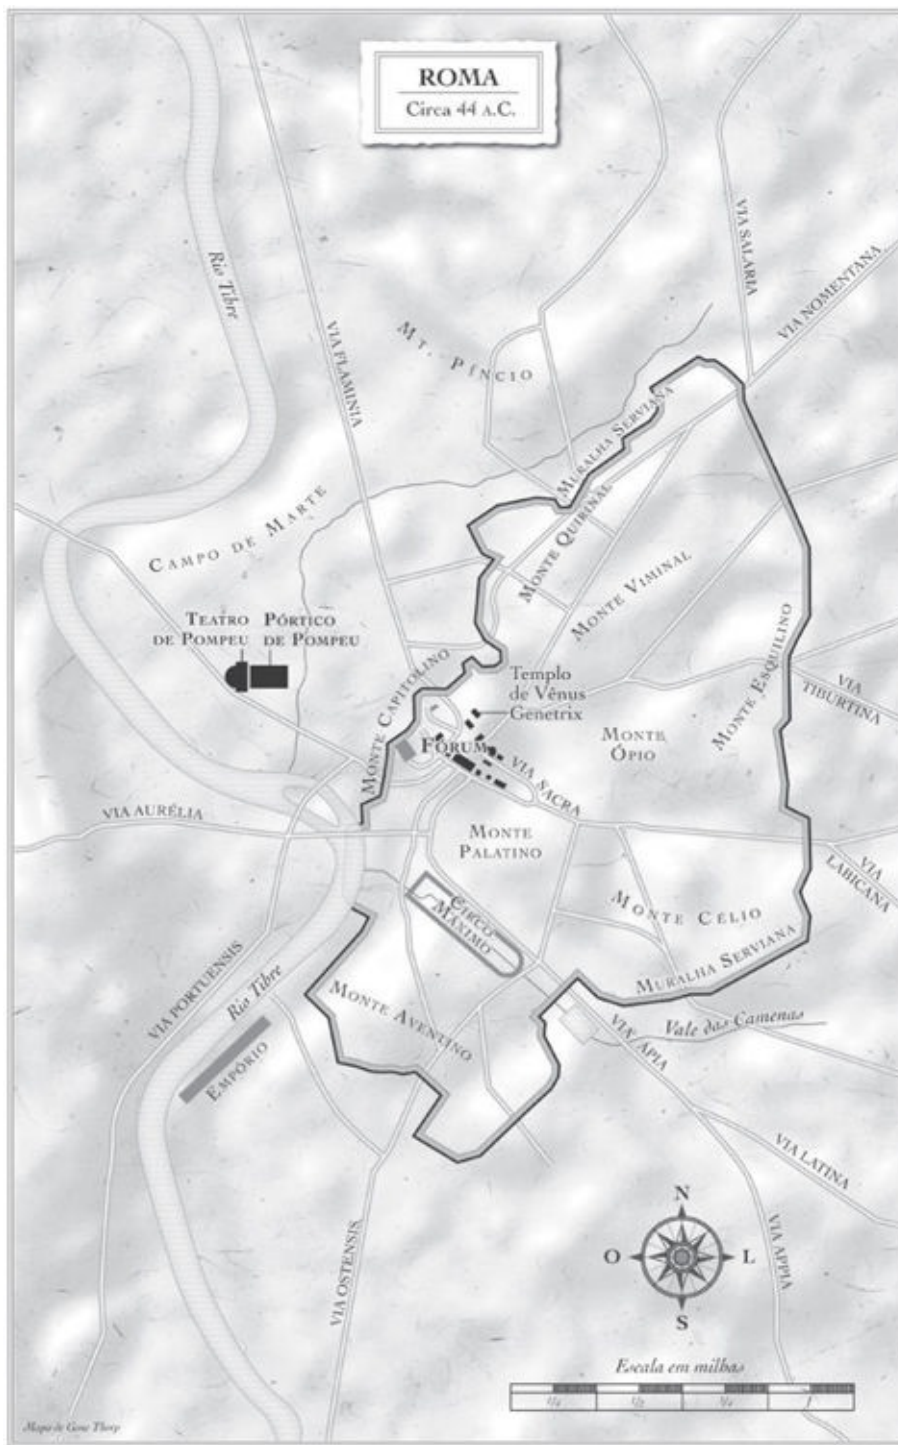 ROMA
Circa 44 A.C.
VIA SALARIA
VIA NOMENTANA
Rio Tibre
VIA FLAMINIA
MT. PÍNCIO
MURALHA SERVIANA
CAMPO DE MARTE
MONTE QUIRINAL
MONTE VIMINAL
TEATRO
DE POMPEU
PÓRTICO
DE POMPEU
MONTE ESQUILINO
VIA
TIBURTINA
MONTE CAPITOLINO
Templo
de Vênus
Genetrix
MONTE
ÓPIO
FÓRUM
VIA SACRA
VIA AURÉLIA
MONTE
PALATINO
VIA
LABICANA
CIRCO
MÁXIMO
MONTE CÉLIO
MURALHA SERVIANA
VIA PORTUENSIS
Rio Tibre
MONTE AVENTINO
VIA ÁPIA
Vale das Camenas
EMPÓRIO
VIA LATINA
VIA OSTENSIS
VIA APPIA
N
O
L
S
Escala em milhas
1/4
1/2
3/4
1
Mapa de Gene Thorp